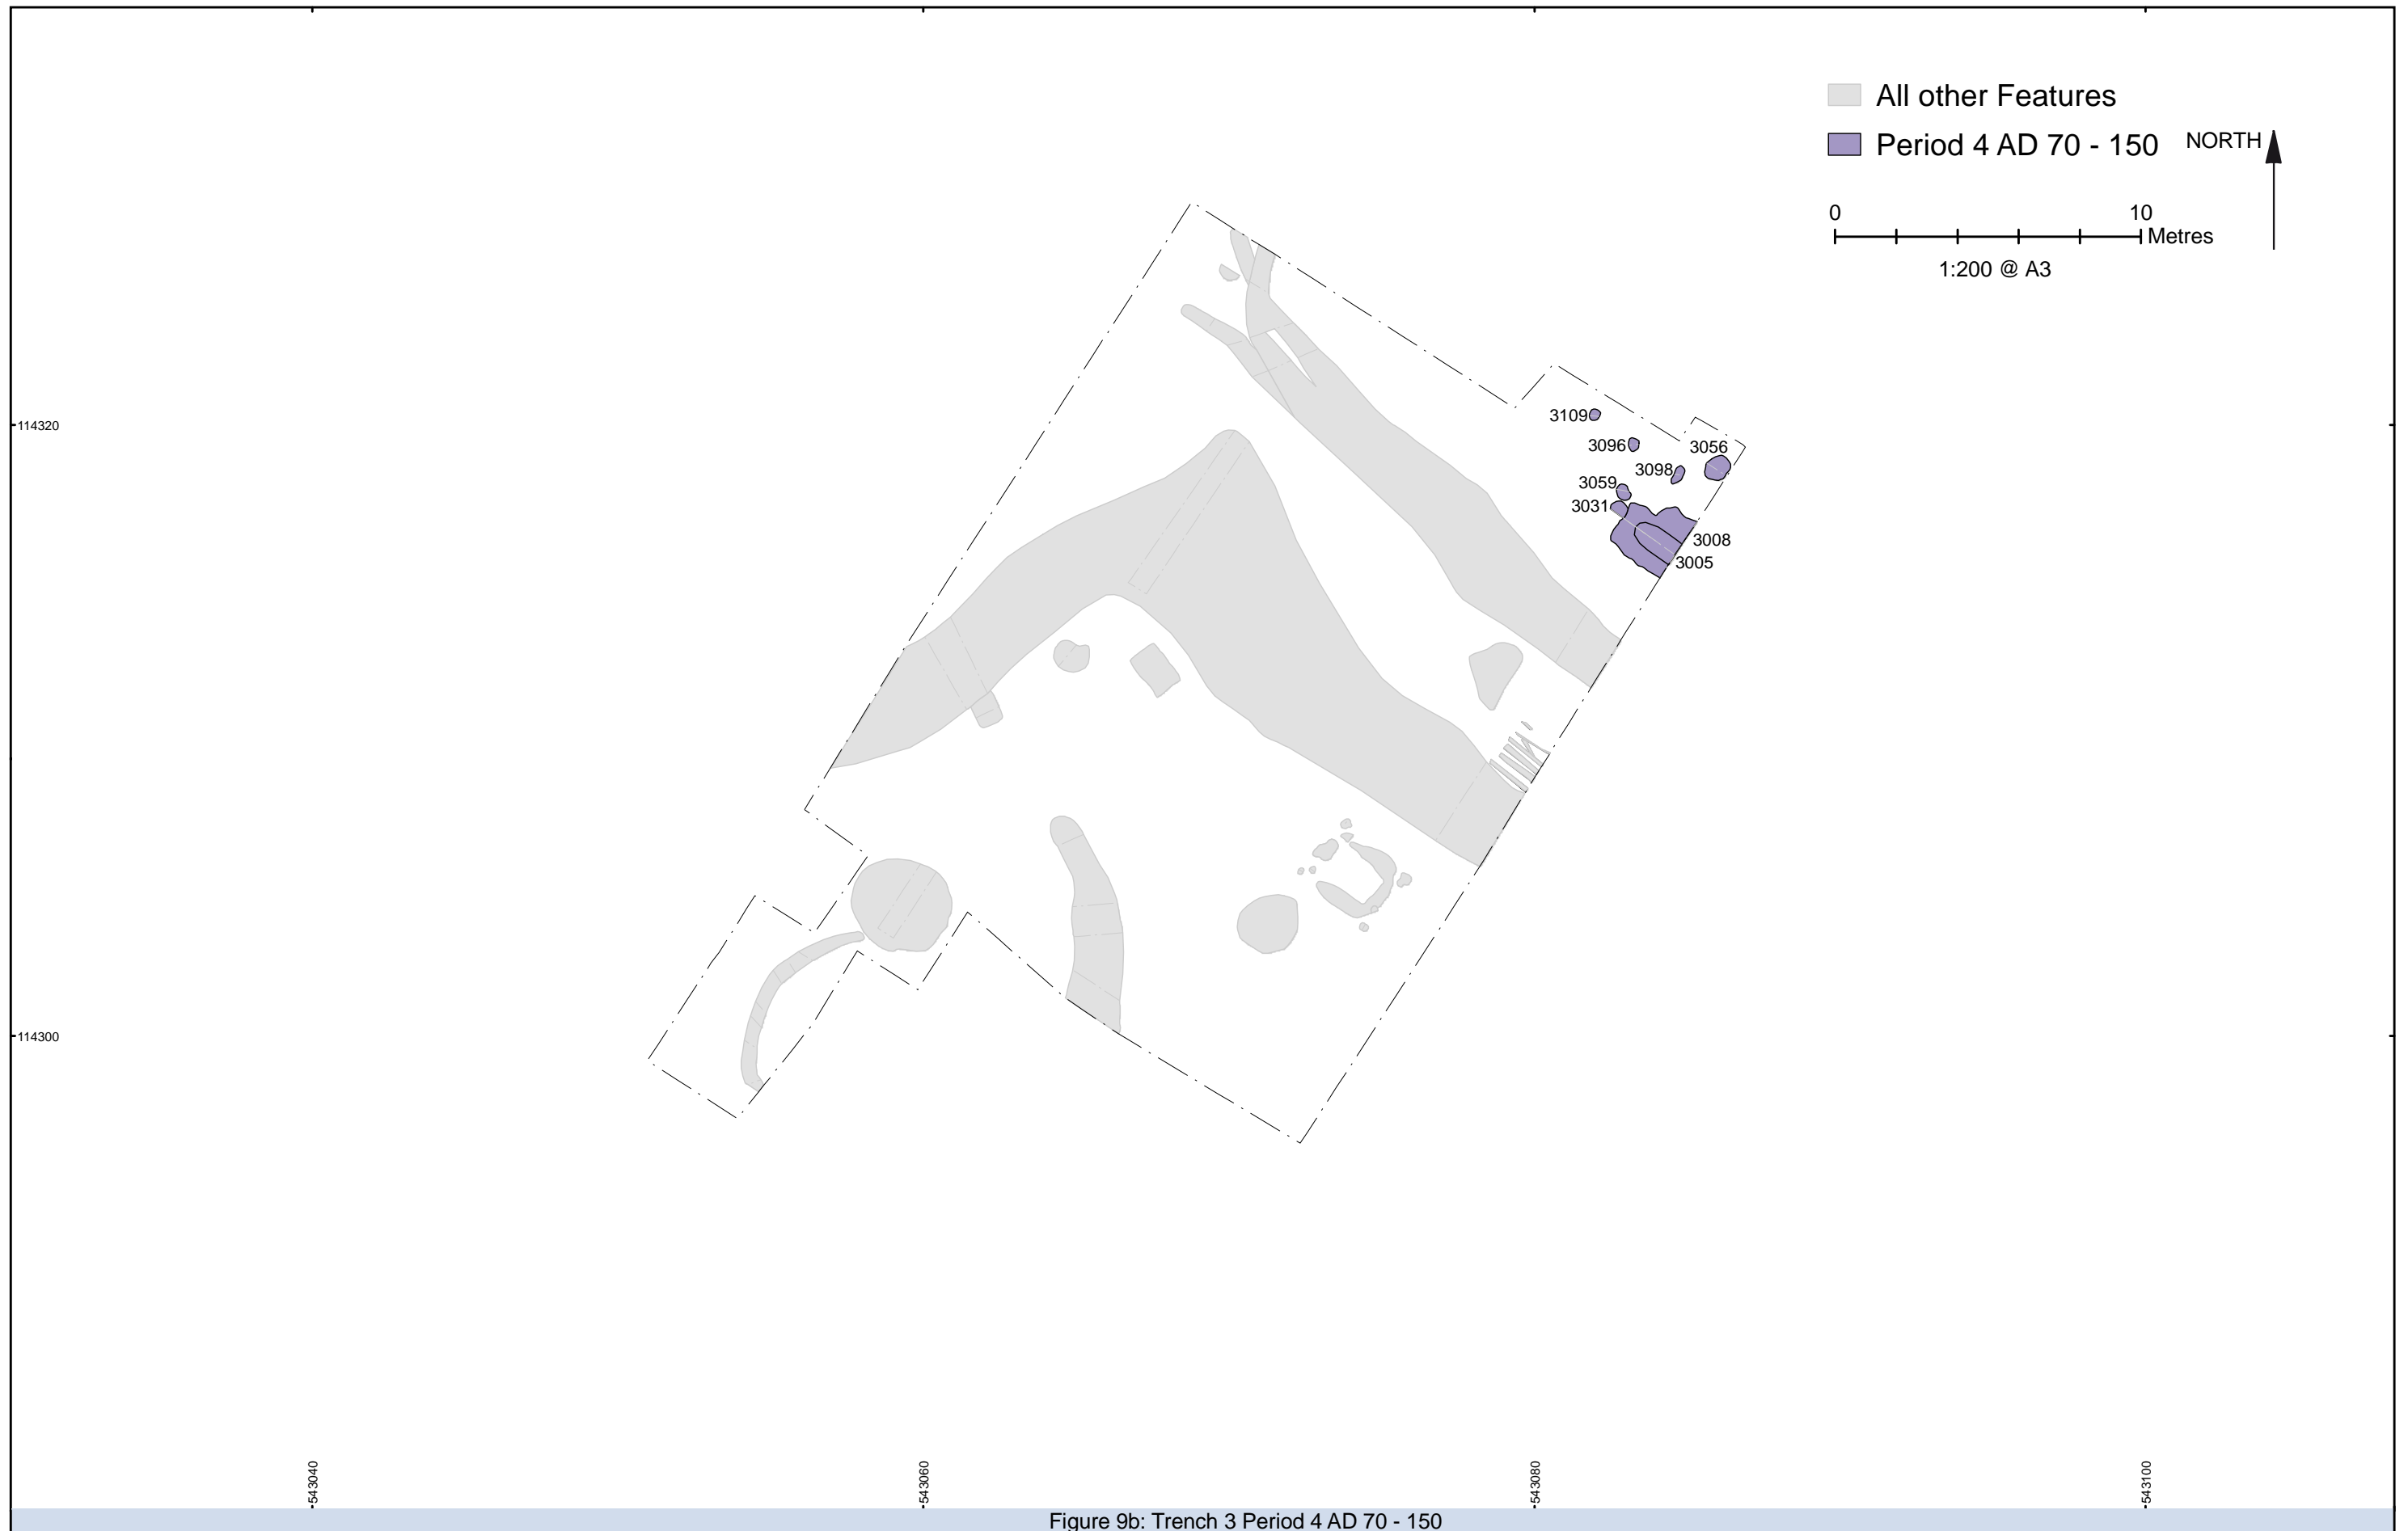 All other Features
Period 4 AD 70 - 150
NORTH
0 10
Metres
1:200 @ A3
3109
114320
3096
3056
3098
3059
3031
3008
3005
114300
543040
543060
543080
543100
Figure 9b: Trench 3 Period 4 AD 70 - 150